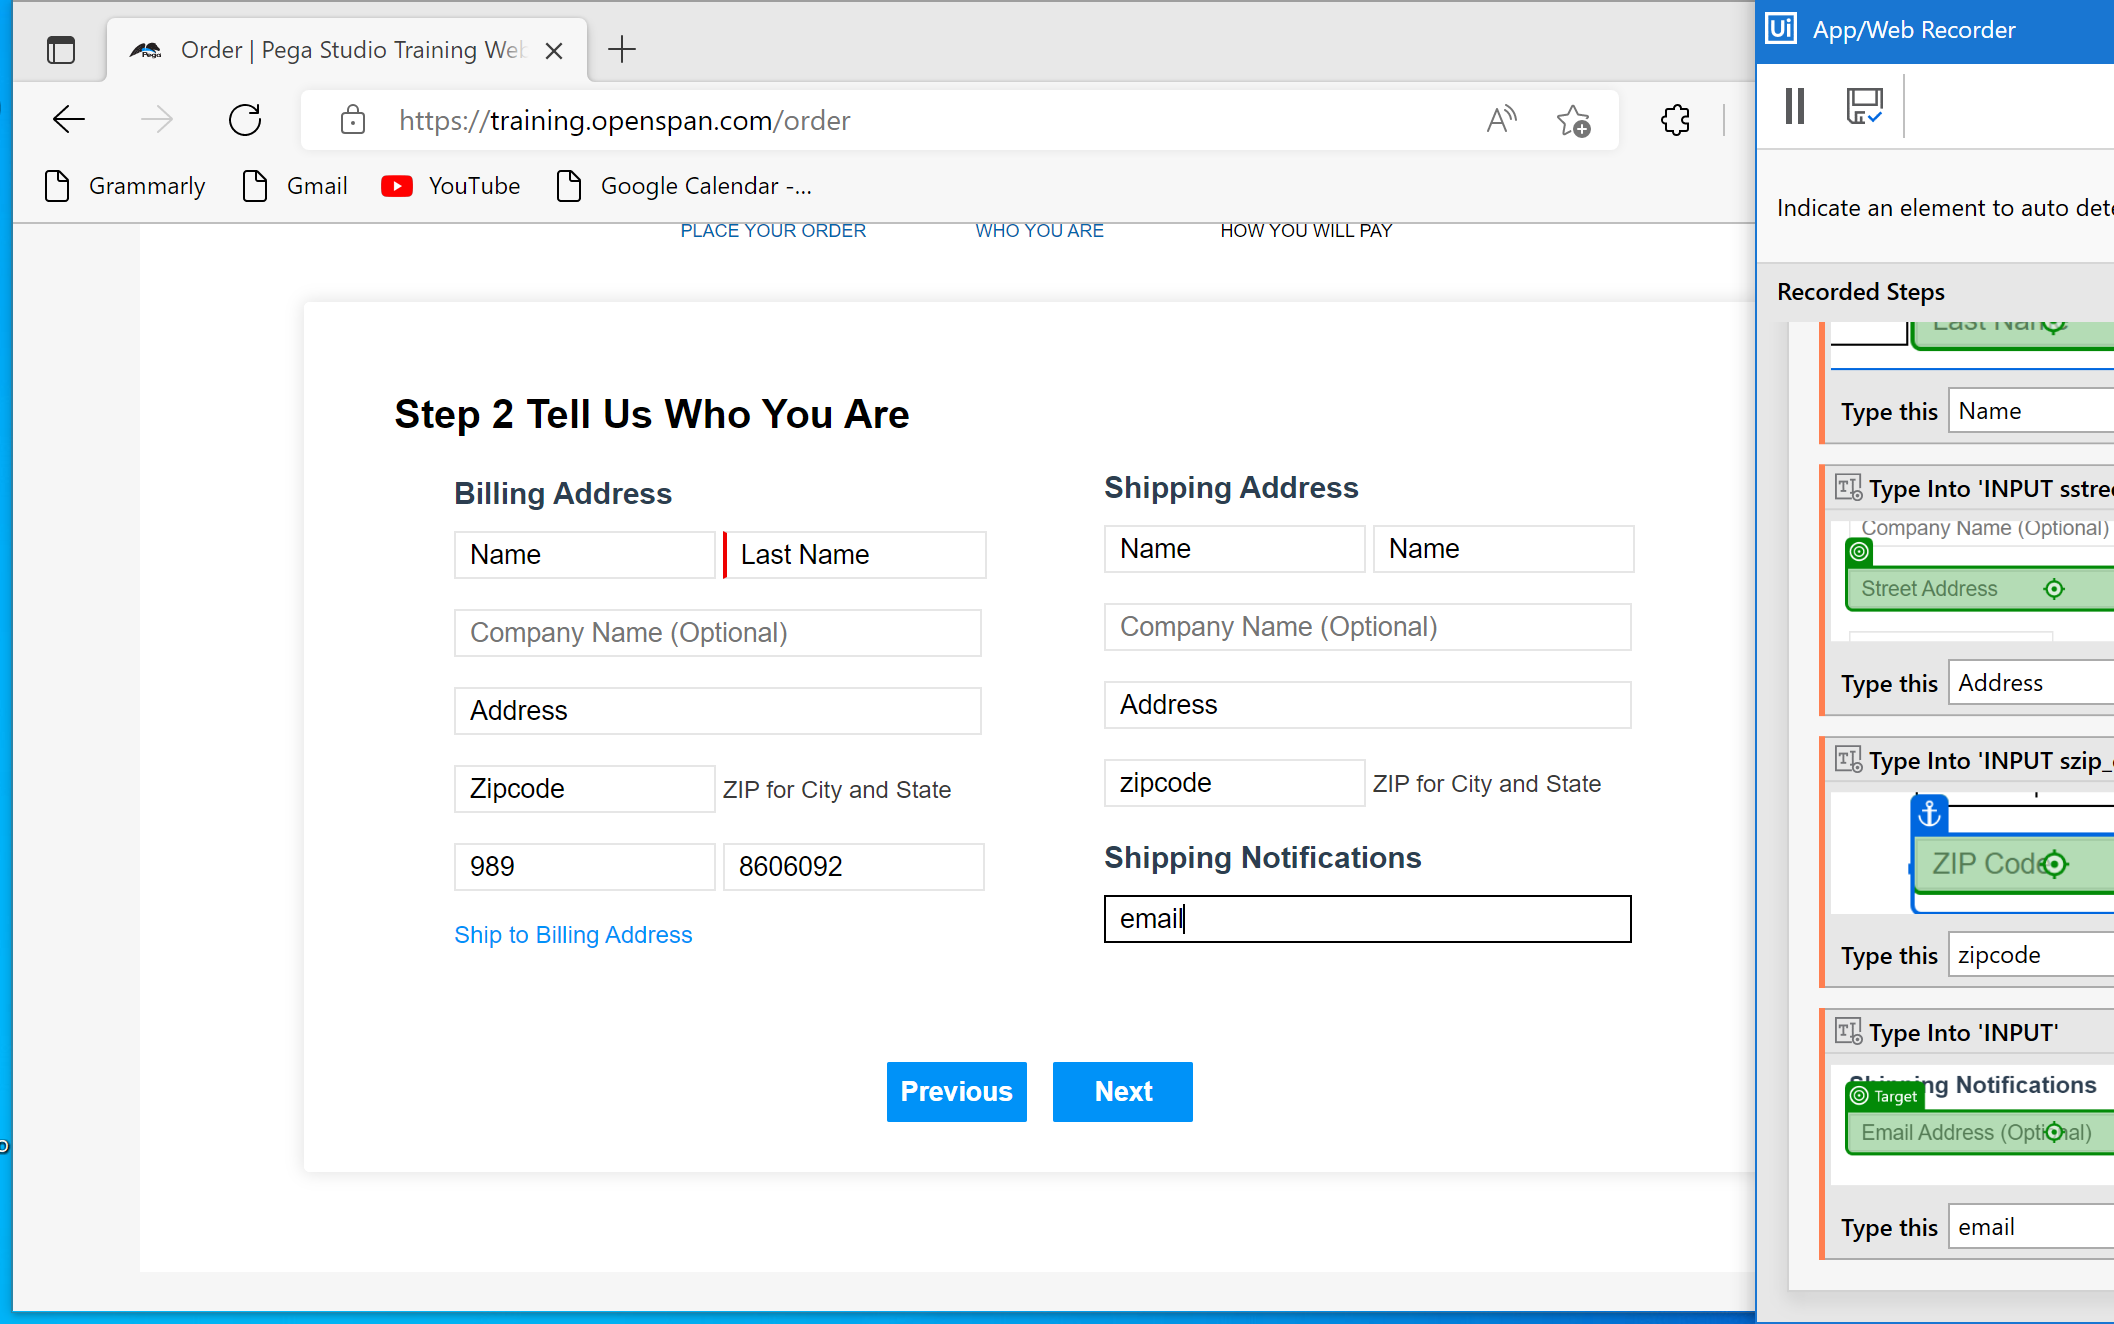 Order | Pega Studio Training Web
https://training.openspan.com/order
Grammarly
Gmail
YouTube
Google Calendar -...
PLACE YOUR ORDER
WHO YOU ARE
HOW YOU WILL PAY
Step 2 Tell Us Who You Are
Billing Address
Name
Last Name
Company Name (Optional)
Address
Zipcode
ZIP for City and State
989
8606092
Ship to Billing Address
Shipping Address
Name
Name
Company Name (Optional)
Address
zipcode
ZIP for City and State
Shipping Notifications
email
Previous
Next
Ui App/Web Recorder
Indicate an element to auto dete
Recorded Steps
Last Name
Type this Name
Type Into 'INPUT sstree
Company Name (Optional)
Street Address
Type this Address
Type Into 'INPUT szip_
ZIP Code
Type this zipcode
Type Into 'INPUT'
Shipping Notifications
Target
Email Address (Optional)
Type this email